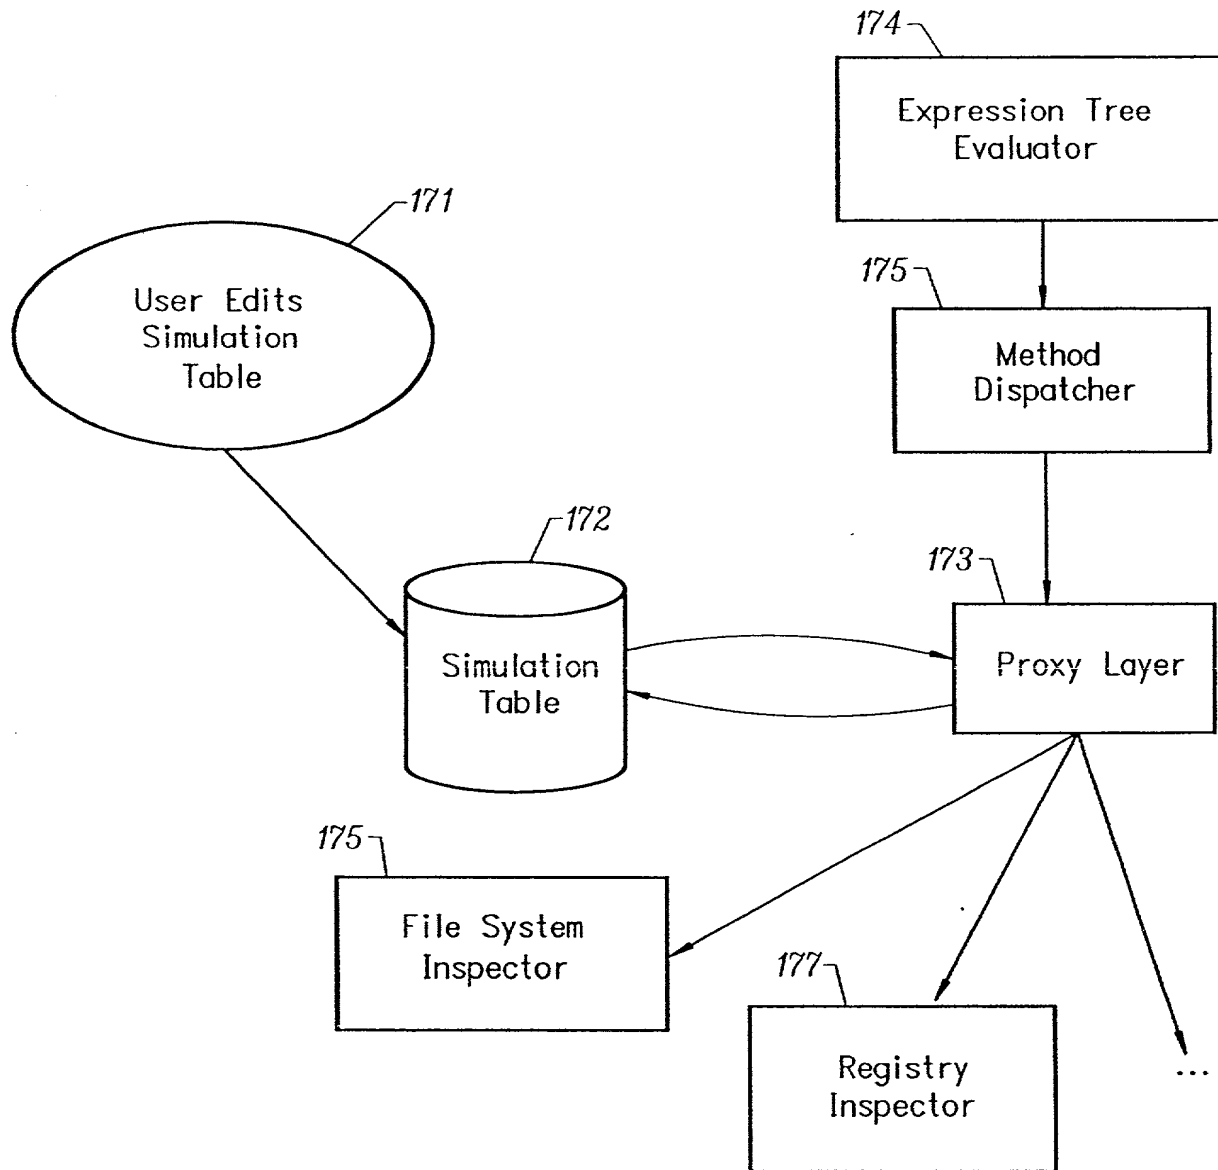 174
Expression Tree
Evaluator
171
User Edits
Simulation
Table
175
Method
Dispatcher
172
Simulation
Table
173
Proxy Layer
175
File System
Inspector
177
Registry
Inspector
...